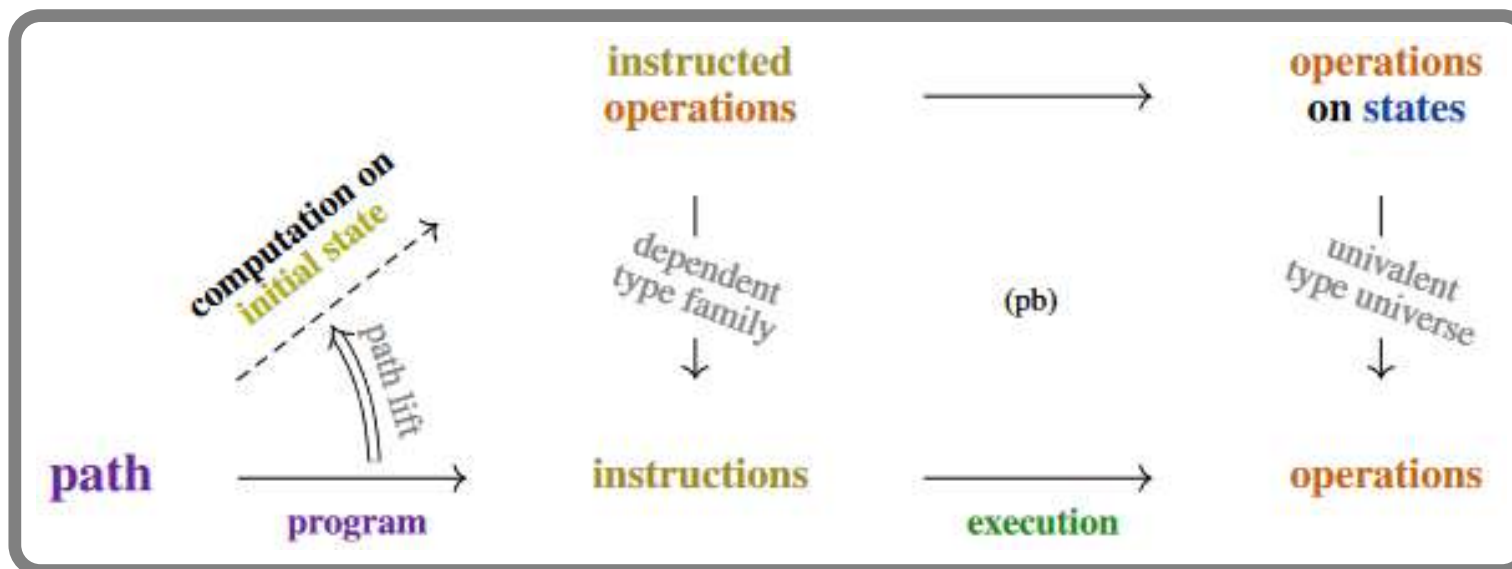 instructed
operations
operations
on states
computation on
initial state
dependent
type family
(pb)
univalent
type universe
path lift
path
instructions
operations
program
execution